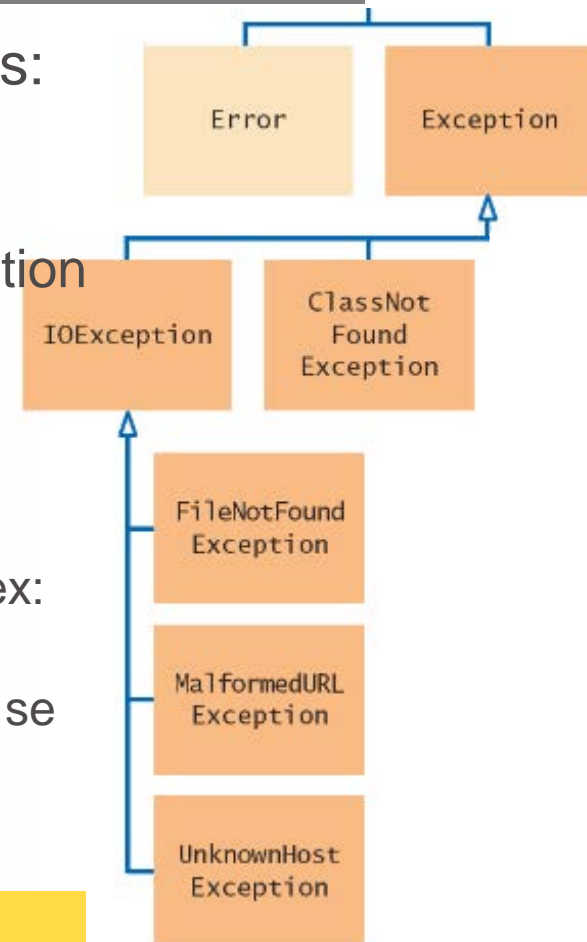 s:
Error
Exception
tion
IOException
ClassNot
Found
Exception
FileNotFound
Exception
ex:
MalformedURL
Exception
se
UnknownHost
Exception